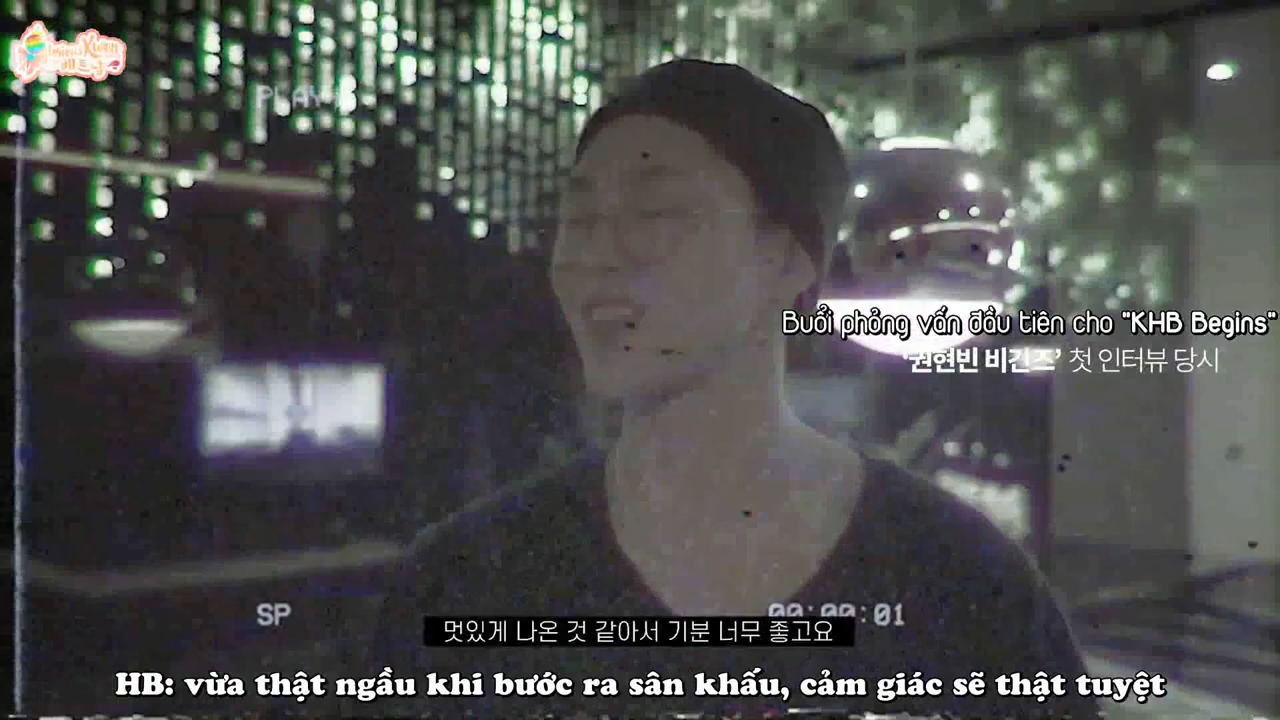 PLAY
Buổi phỏng vấn đầu tiên cho "KHB Begins"
'권현빈 비긴즈' 첫 인터뷰 당시
SP
00:00:01
멋있게 나온 것 같아서 기분 너무 좋고요
HB: vừa thật ngầu khi bước ra sân khấu, cảm giác sẽ thật tuyệt